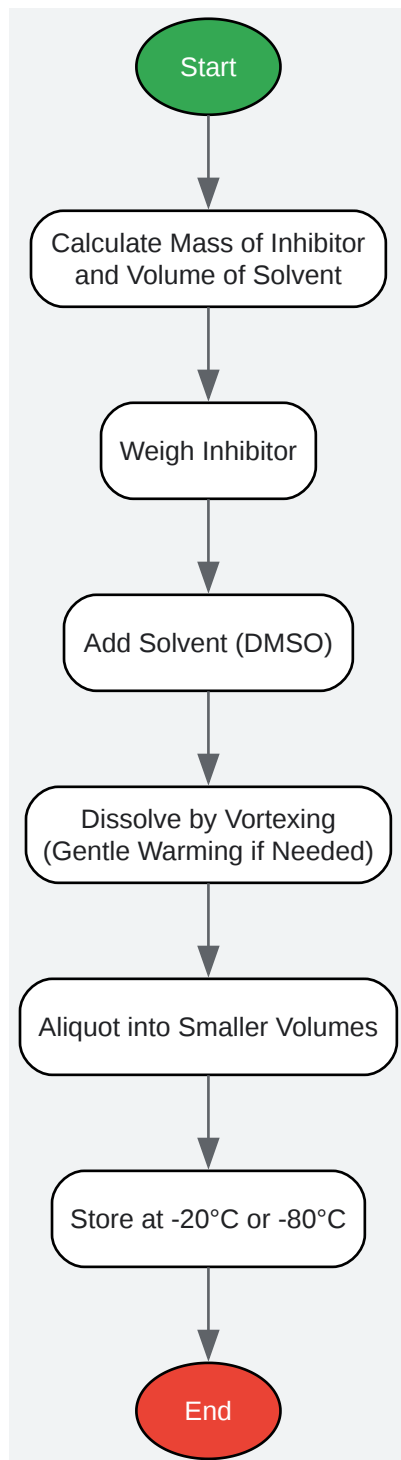 Start
Calculate Mass of Inhibitor
and Volume of Solvent
Weigh Inhibitor
Add Solvent (DMSO)
Dissolve by Vortexing
(Gentle Warming if Needed)
Aliquot into Smaller Volumes
Store at -20°C or -80°C
End